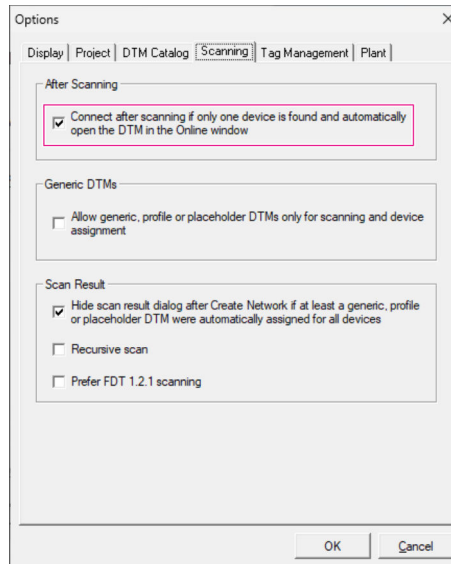 Options
Display
Project
DTM Catalog
Scanning
Tag Management
Plant
After Scanning
Connect after scanning if only one device is found and automatically
open the DTM in the Online window
Generic DTMs
Allow generic, profile or placeholder DTMs only for scanning and device
assignment
Scan Result
Hide scan result dialog after Create Network if at least a generic, profile
or placeholder DTM were automatically assigned for all devices
Recursive scan
Prefer FDT 1.2.1 scanning
OK
Cancel